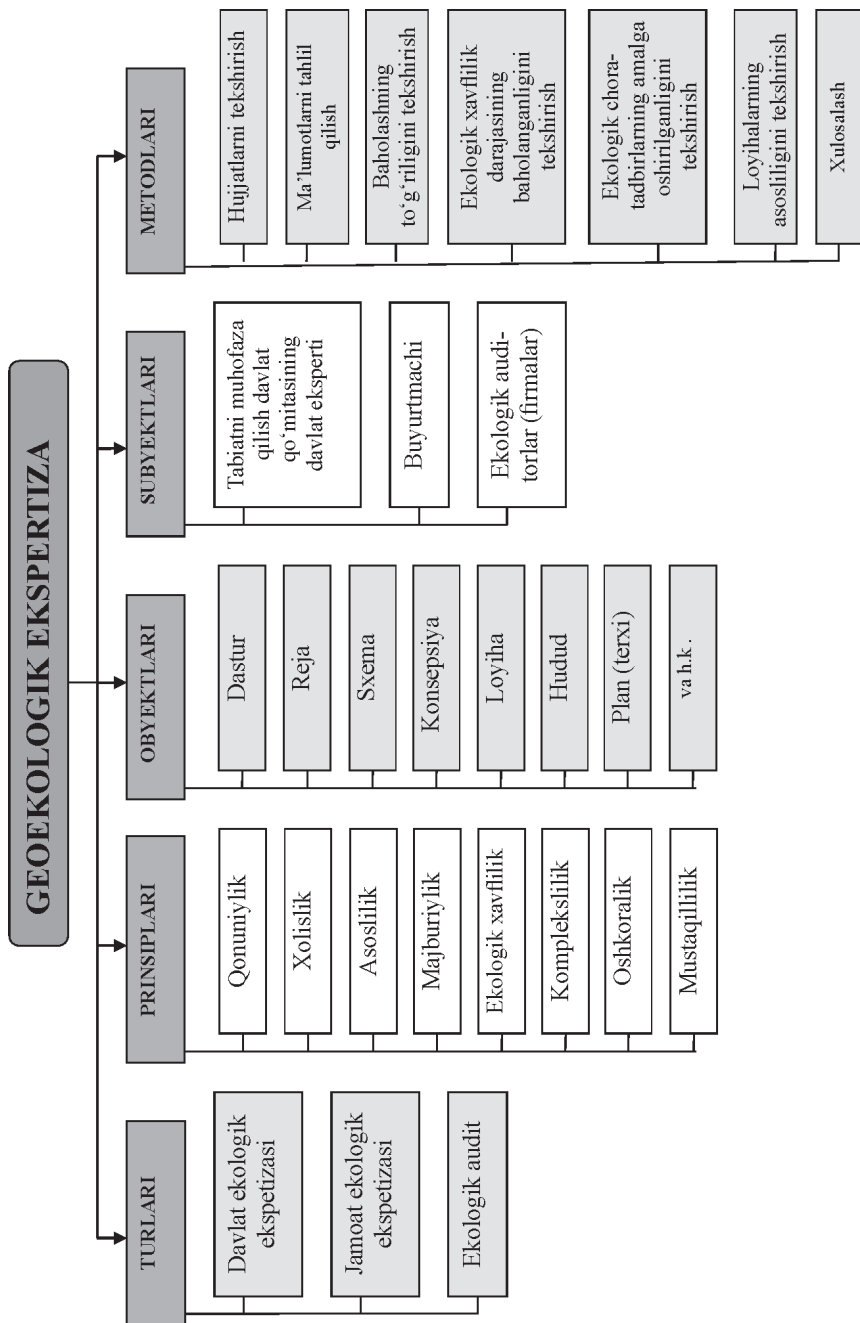 GEOEKOLOGIK EKSPERTIZA
TURLARI
Davlat ekologik
ekspetizasi
Jamoat ekologik
ekspetizasi
Ekologik audit
PRINSIPLARI
Qonuniylik
Xolislik
Asoslilik
Majburiylik
Ekologik xavflilik
Komplekslilik
Oshkoralik
Mustaqillilik
OBYEKTLARI
Dastur
Reja
Sxema
Konsepsiya
Loyiha
Hudud
Plan (terxi)
va h.k .
SUBYEKTLARI
Tabiatni muhofaza
qilish davlat
qo‘mitasining
davlat eksperti
Buyurtmachi
Ekologik audi-
torlar (firmalar)
METODLARI
Hujjatlarni tekshirish
Ma’lumotlarni tahlil
qilish
Baholashning
to‘g‘riligini tekshirish
Ekologik xavflilik
darajasining
baholanganligini
tekshirish
Ekologik chora-
tadbirlarning amalga
oshirilganligini
tekshirish
Loyihalarning
asosliligini tekshirish
Xulosalash